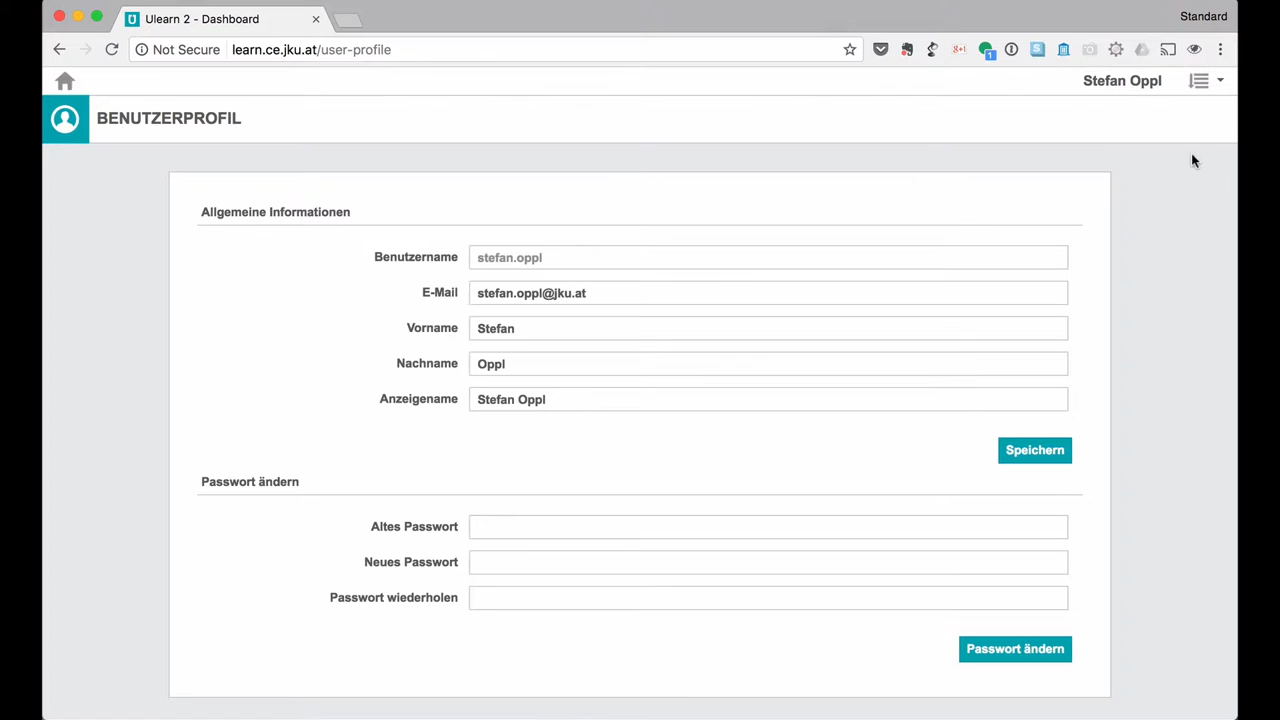 Ulearn 2 - Dashboard
Standard
Not Secure
learn.ce.jku.at/user-profile
g+1
1
S
Stefan Oppl
BENUTZERPROFIL
Allgemeine Informationen
Benutzername stefan.oppl
E-Mail stefan.oppl@jku.at
Vorname Stefan
Nachname Oppl
Anzeigename Stefan Oppl
Speichern
Passwort ändern
Altes Passwort
Neues Passwort
Passwort wiederholen
Passwort ändern